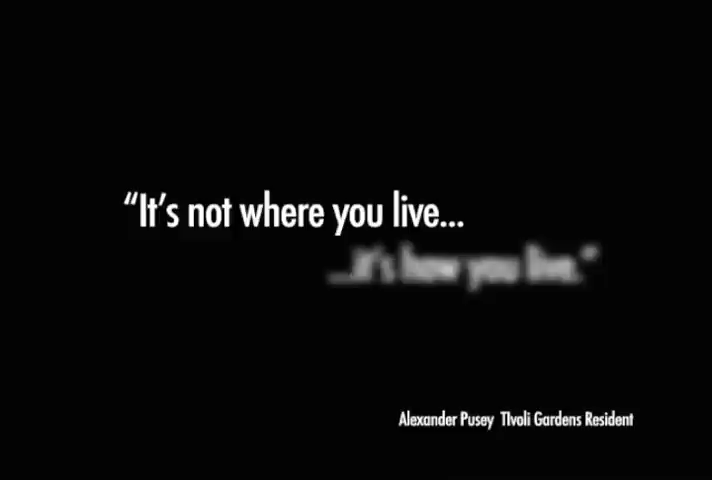 “It’s not where you live...
...it’s how you live.”
Alexander Pusey TIvoli Gardens Resident